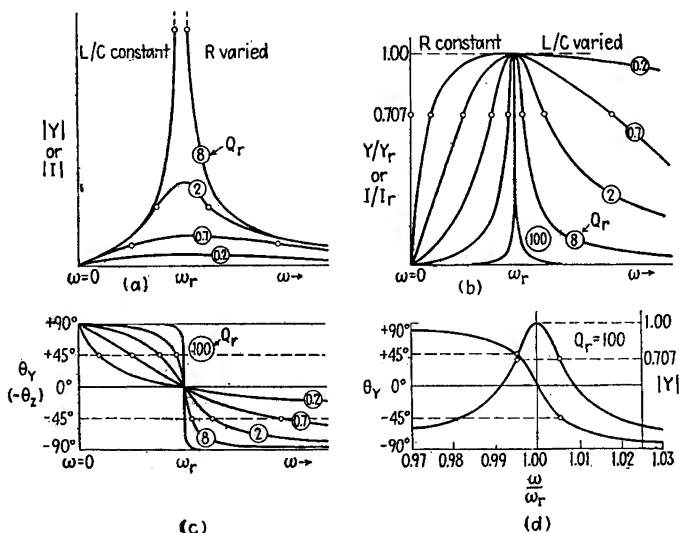 L/C constant R varied
|Y|
or
|I|
8 Qr
2
0.7
0.2
ω=0 (a) ωr ω→
R constant L/C varied
1.00
0.707
Y/Yr
or
I/Ir
0.2
0.7
2
Qr
100 8
ω=0 (b) ωr ω→
+90°
+45°
θY
(-θZ)
0°
-45°
-90°
100 Qr
0.2
0.7
2
8
ω=0 ωr ω→
(c)
+90°
+45°
θY
0°
-45°
-90°
Qr=100
1.00
0.707
|Y|
0.97 0.98 0.99 1.00 1.01 1.02 1.03
ω
ωr
(d)